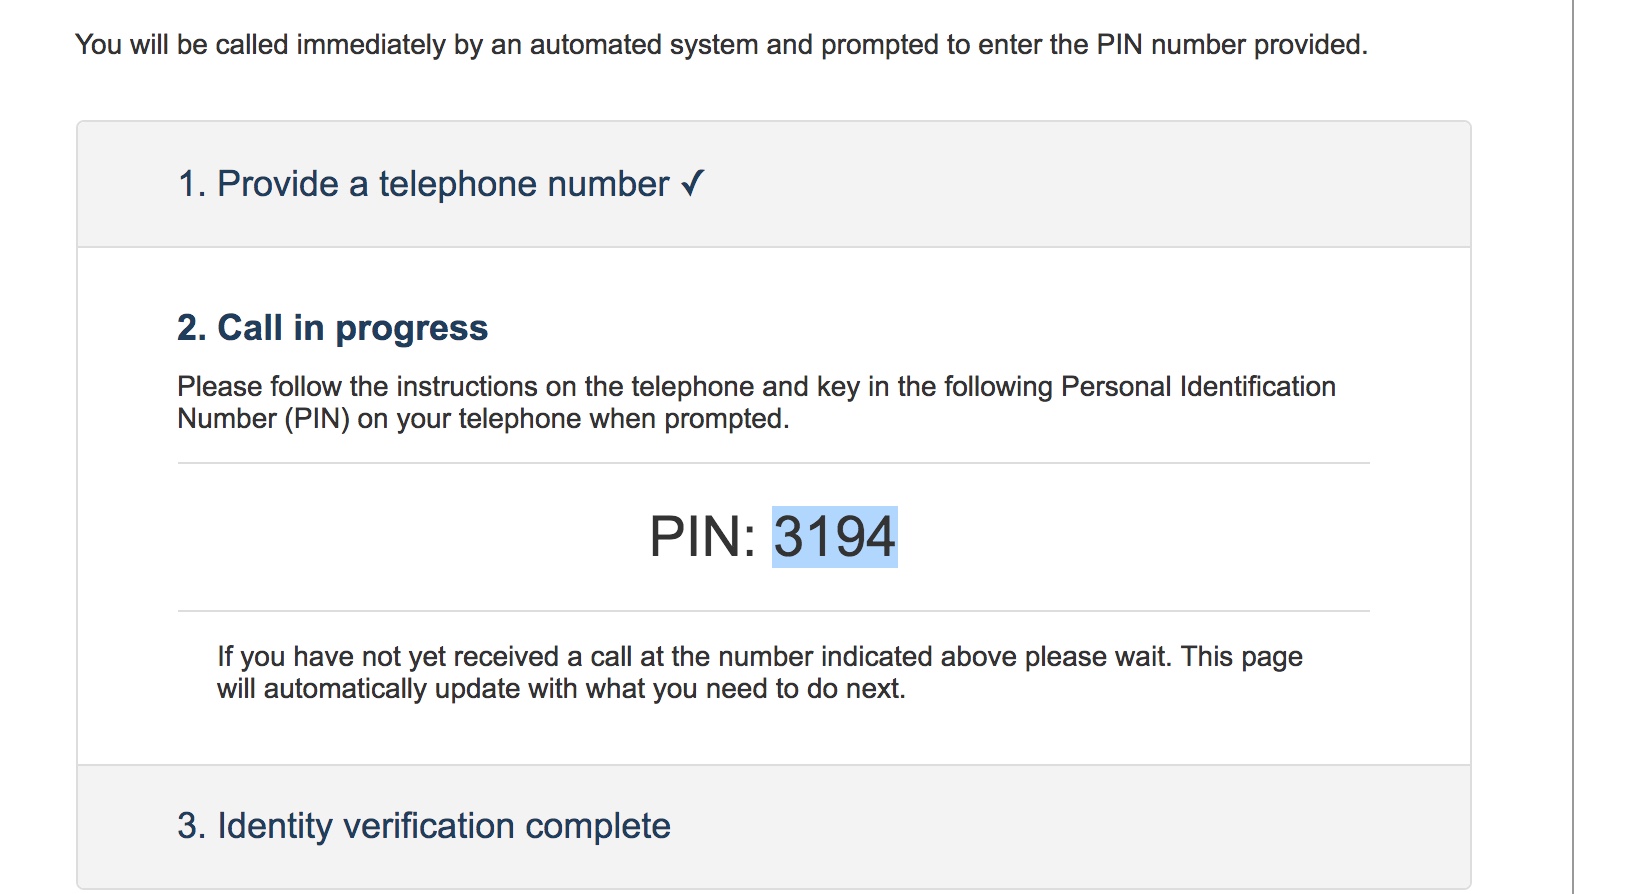 You will be called immediately by an automated system and prompted to enter the PIN number provided.
1. Provide a telephone number ✓
2. Call in progress
Please follow the instructions on the telephone and key in the following Personal Identification
Number (PIN) on your telephone when prompted.
PIN: 3194
If you have not yet received a call at the number indicated above please wait. This page
will automatically update with what you need to do next.
3. Identity verification complete